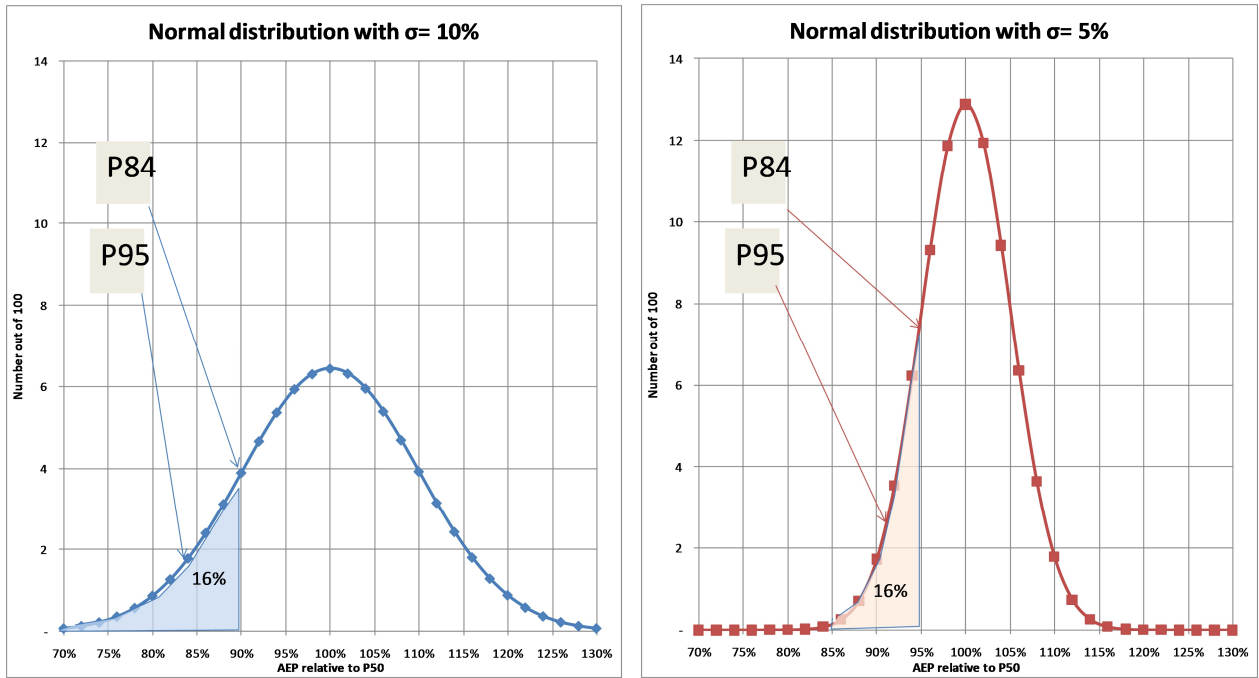 Normal distribution with σ= 10%
14
12
10
8
6
4
2
-
Number out of 100
P84
P95
16%
70% 75% 80% 85% 90% 95% 100% 105% 110% 115% 120% 125% 130%
AEP relative to P50
Normal distribution with σ= 5%
14
12
10
8
6
4
2
-
Number out of 100
P84
P95
16%
70% 75% 80% 85% 90% 95% 100% 105% 110% 115% 120% 125% 130%
AEP relative to P50